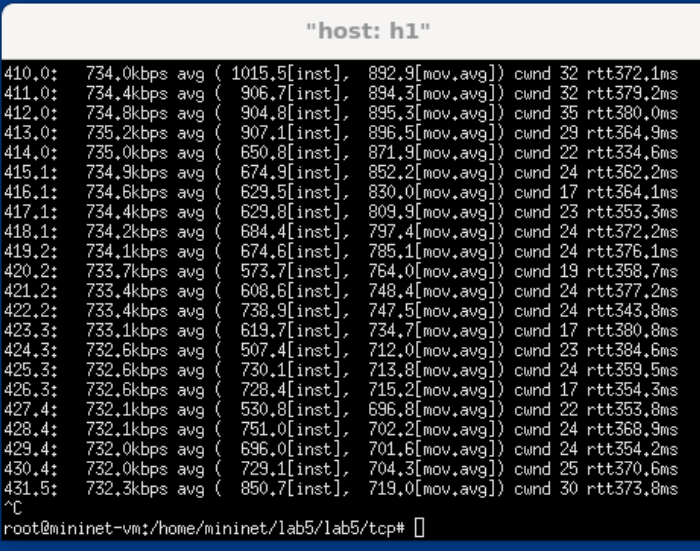 "host: h1"
410.0:   734.0kbps avg ( 1015.5[inst],  892.9[mov.avg]) cwnd 32 rtt372.1ms
411.0:   734.4kbps avg (  906.7[inst],  894.3[mov.avg]) cwnd 32 rtt379.2ms
412.0:   734.8kbps avg (  904.8[inst],  895.3[mov.avg]) cwnd 35 rtt380.0ms
413.0:   735.2kbps avg (  907.1[inst],  896.5[mov.avg]) cwnd 29 rtt364.9ms
414.0:   735.0kbps avg (  650.8[inst],  871.9[mov.avg]) cwnd 22 rtt334.6ms
415.1:   734.9kbps avg (  674.9[inst],  852.2[mov.avg]) cwnd 24 rtt362.2ms
416.1:   734.6kbps avg (  629.5[inst],  830.0[mov.avg]) cwnd 17 rtt364.1ms
417.1:   734.4kbps avg (  629.8[inst],  809.9[mov.avg]) cwnd 23 rtt353.3ms
418.1:   734.2kbps avg (  684.4[inst],  797.4[mov.avg]) cwnd 24 rtt372.2ms
419.2:   734.1kbps avg (  674.6[inst],  785.1[mov.avg]) cwnd 24 rtt376.1ms
420.2:   733.7kbps avg (  573.7[inst],  764.0[mov.avg]) cwnd 19 rtt358.7ms
421.2:   733.4kbps avg (  608.6[inst],  748.4[mov.avg]) cwnd 24 rtt377.2ms
422.2:   733.4kbps avg (  738.9[inst],  747.5[mov.avg]) cwnd 24 rtt343.8ms
423.3:   733.1kbps avg (  619.7[inst],  734.7[mov.avg]) cwnd 17 rtt380.8ms
424.3:   732.6kbps avg (  507.4[inst],  712.0[mov.avg]) cwnd 23 rtt384.6ms
425.3:   732.6kbps avg (  730.1[inst],  713.8[mov.avg]) cwnd 24 rtt359.5ms
426.3:   732.6kbps avg (  728.4[inst],  715.2[mov.avg]) cwnd 17 rtt354.3ms
427.4:   732.1kbps avg (  530.8[inst],  696.8[mov.avg]) cwnd 22 rtt353.8ms
428.4:   732.1kbps avg (  751.0[inst],  702.2[mov.avg]) cwnd 24 rtt368.9ms
429.4:   732.0kbps avg (  696.0[inst],  701.6[mov.avg]) cwnd 24 rtt354.2ms
430.4:   732.0kbps avg (  729.1[inst],  704.3[mov.avg]) cwnd 25 rtt370.6ms
431.5:   732.3kbps avg (  850.7[inst],  719.0[mov.avg]) cwnd 30 rtt373.8ms
^C
root@mininet-vm:/home/mininet/lab5/lab5/tcp#